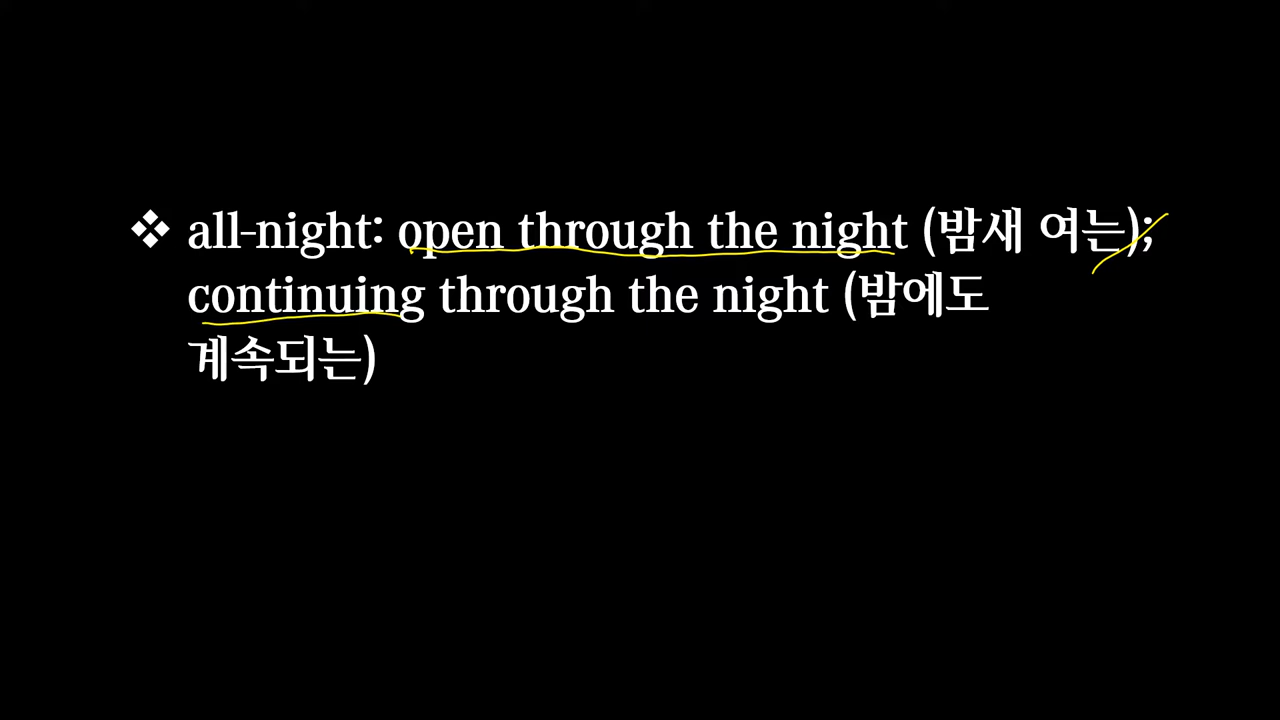 ❖ all-night: open through the night (밤새 여는);
continuing through the night (밤에도
계속되는)